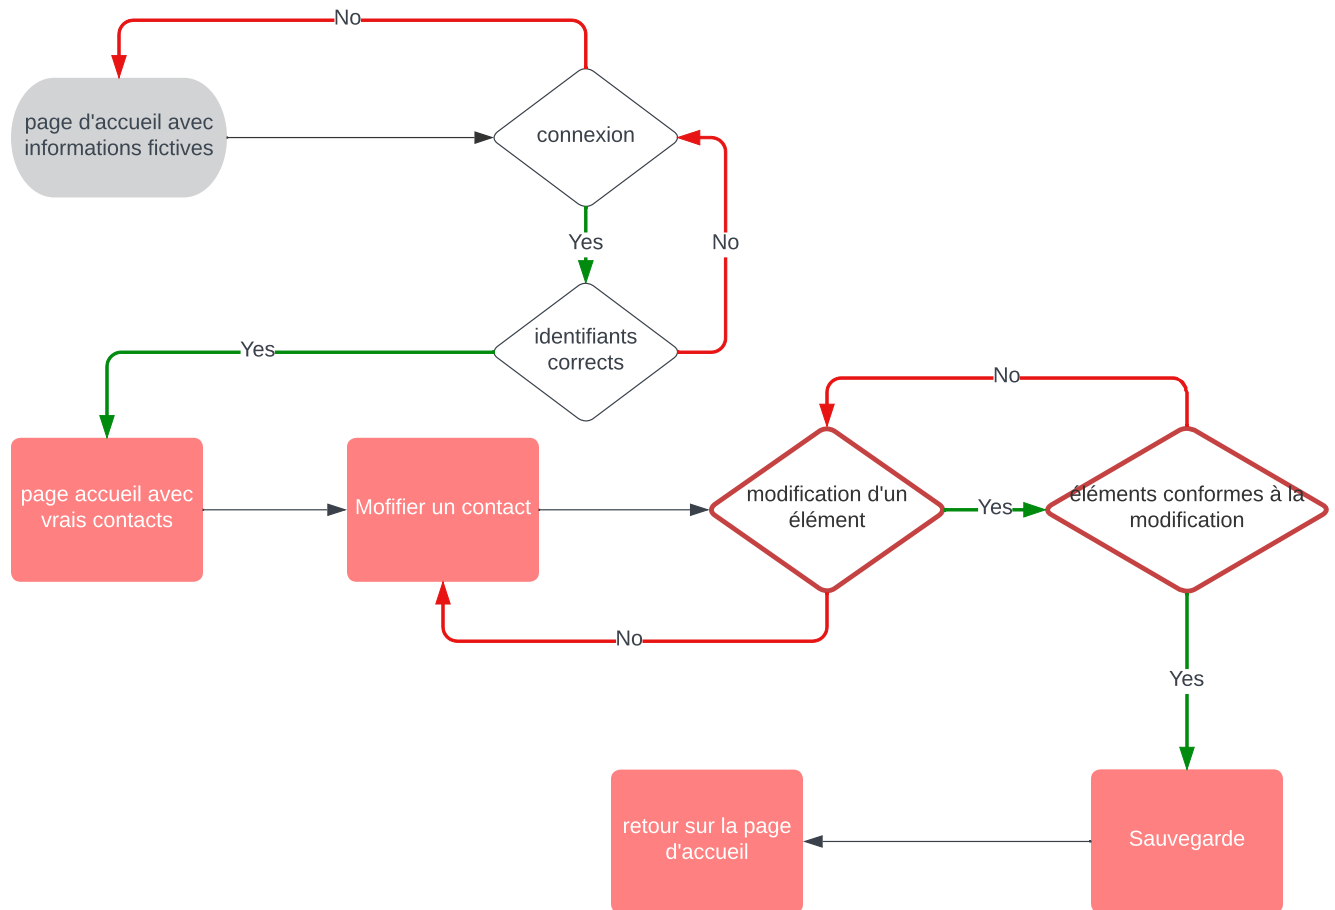 No
page d'accueil avec
informations fictives
connexion
Yes
No
identifiants
corrects
Yes
No
page accueil avec
vrais contacts
Mofifier un contact
modification d'un
élément
Yes
éléments conformes à la
modification
No
Yes
retour sur la page
d'accueil
Sauvegarde